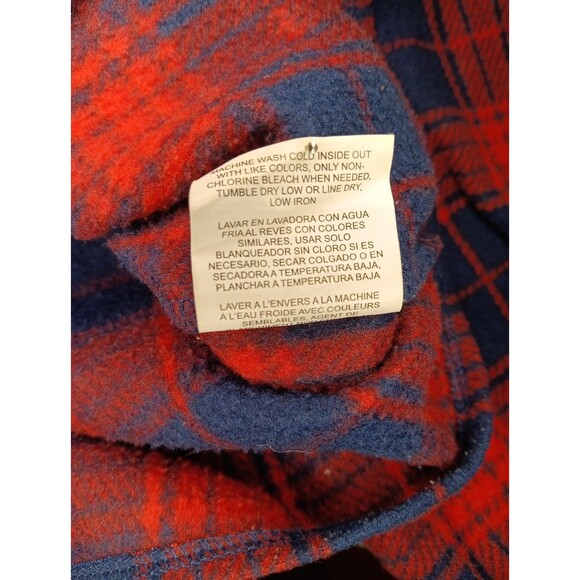 MACHINE WASH COLD INSIDE OUT
WITH LIKE COLORS, ONLY NON-
CHLORINE BLEACH WHEN NEEDED,
TUMBLE DRY LOW OR LINE DRY,
LOW IRON
LAVAR EN LAVADORA CON AGUA
FRIA AL REVES CON COLORES
SIMILARES, USAR SOLO
BLANQUEADOR SIN CLORO SI ES
NECESARIO, SECAR COLGADO O EN
SECADORA A TEMPERATURA BAJA,
PLANCHAR A TEMPERATURA BAJA
LAVER A L'ENVERS A LA MACHINE
A L'EAU FROIDE AVEC COULEURS
SEMBLABLES, AGENT DE